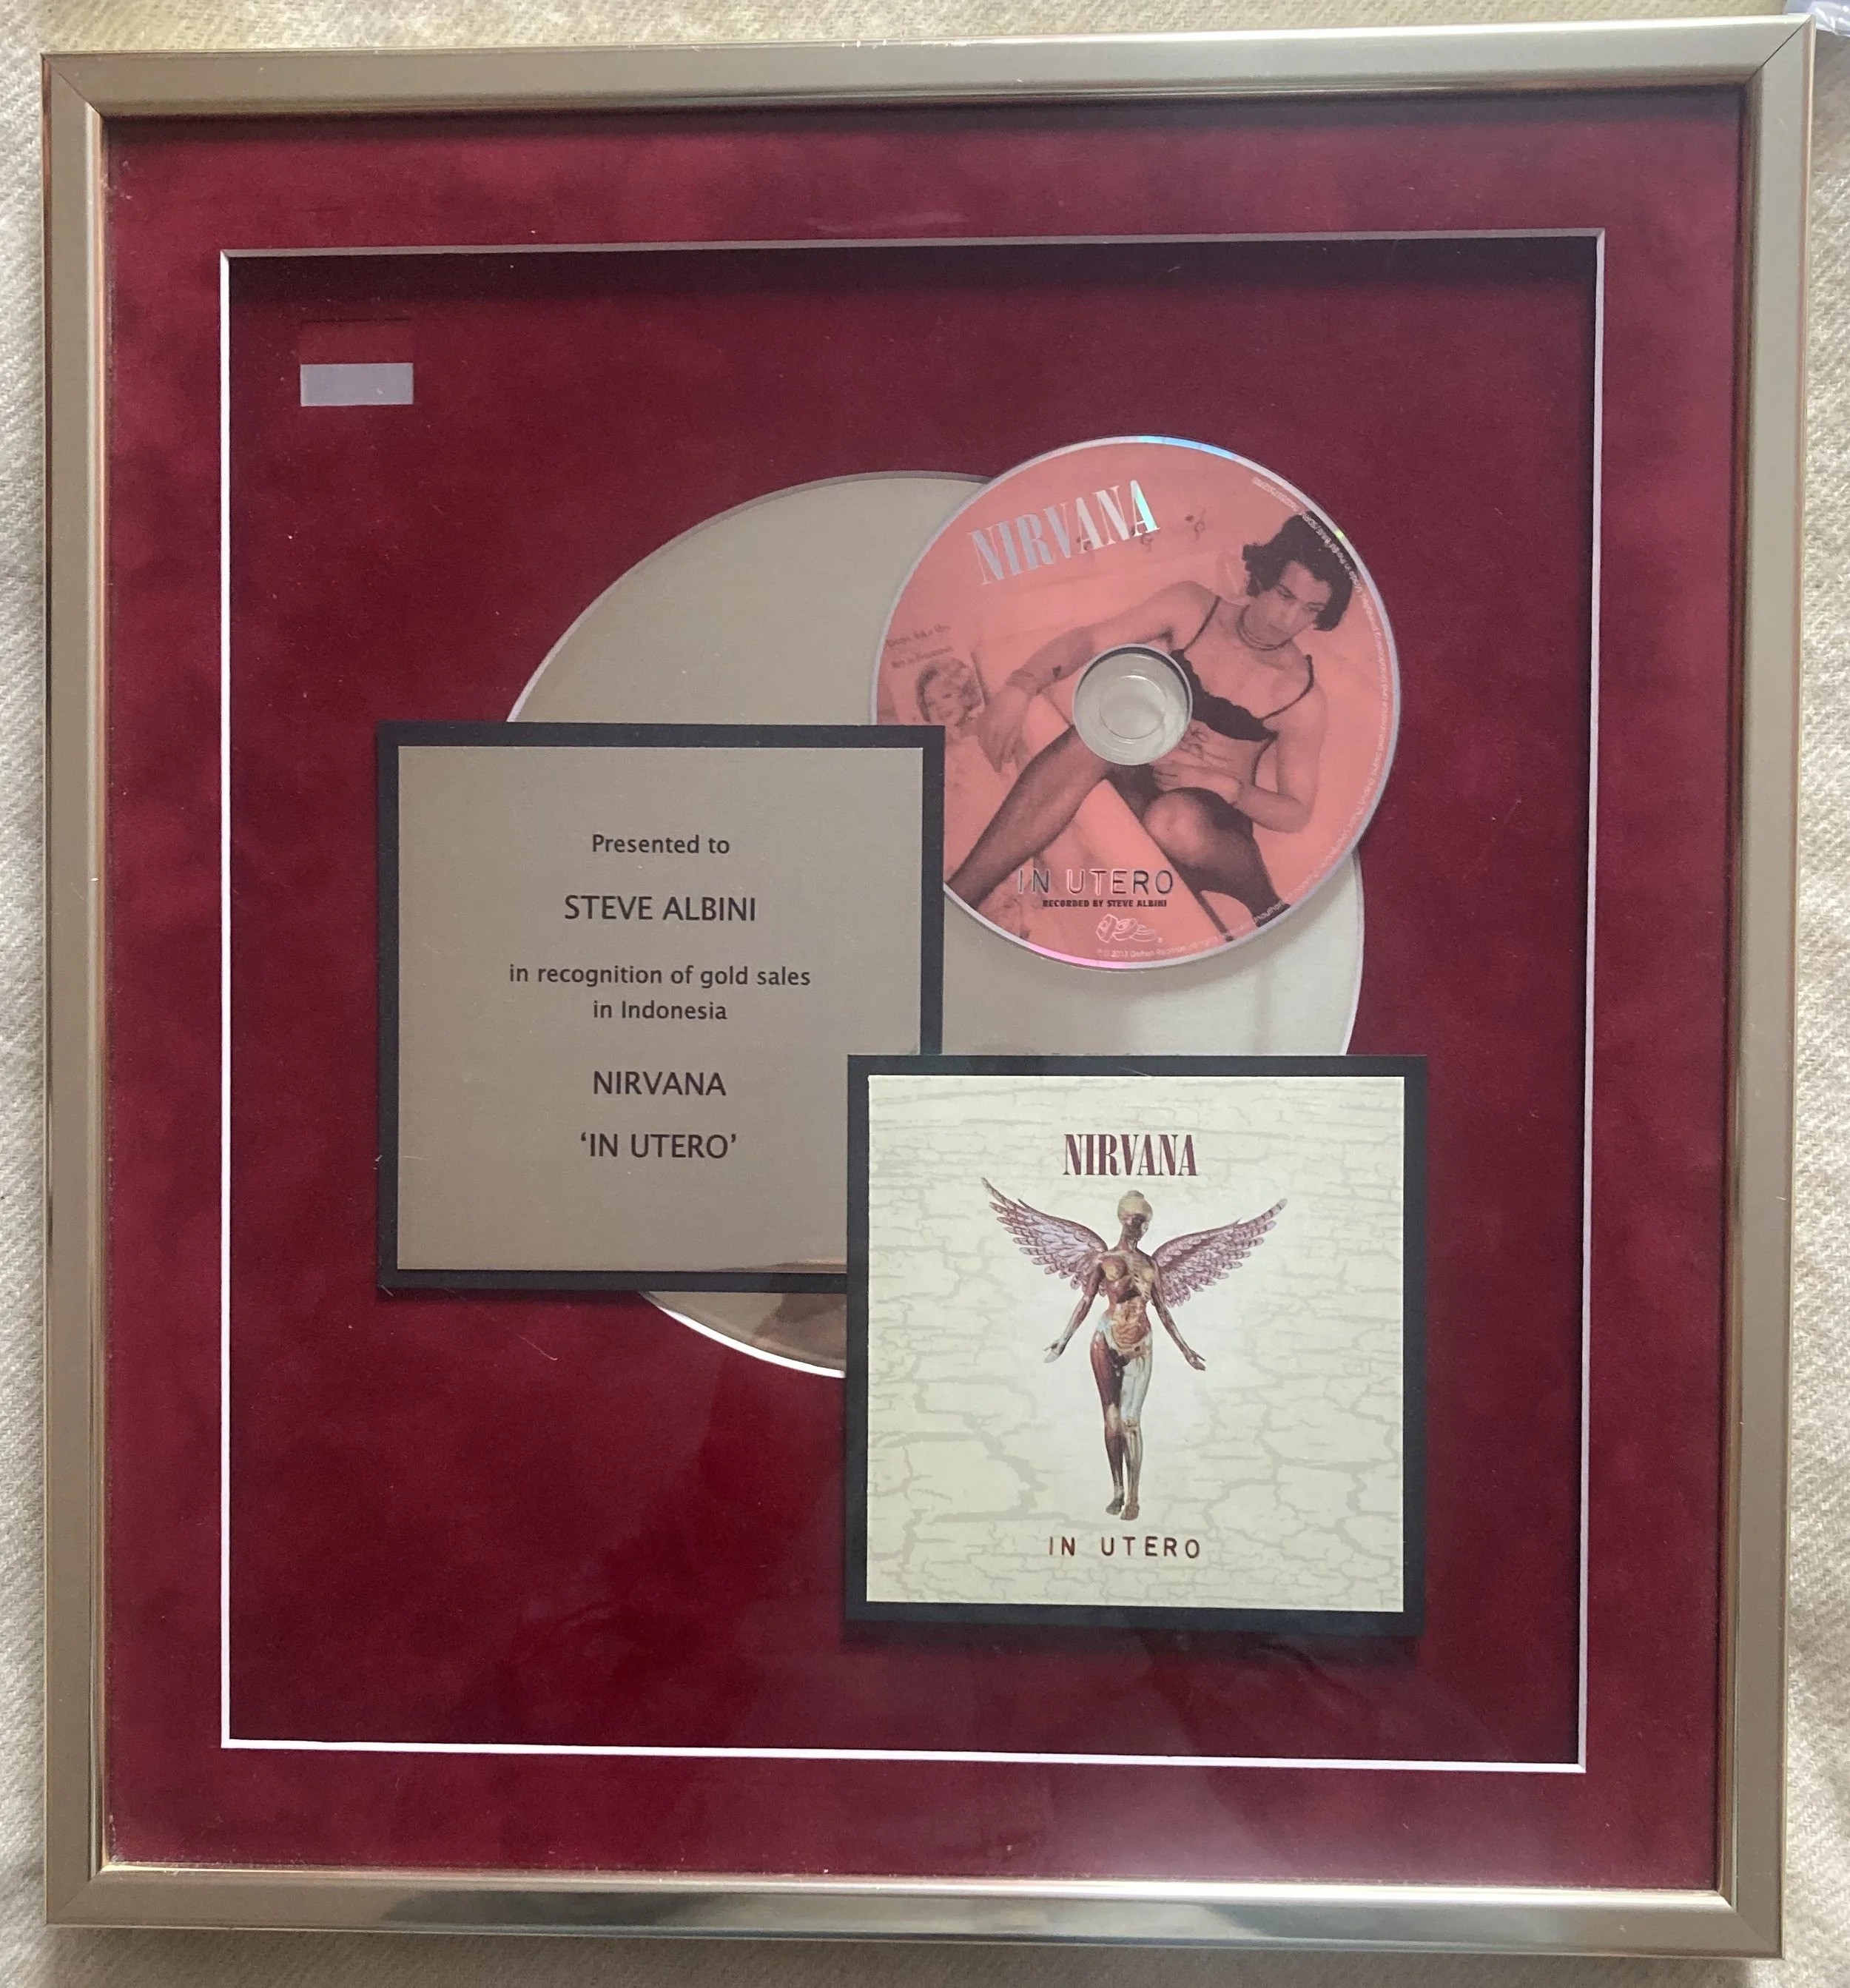 NIRVANA
IN UTERO
RECORDED BY STEVE ALBINI
Presented to
STEVE ALBINI
in recognition of gold sales
in Indonesia
NIRVANA
‘IN UTERO’
NIRVANA
IN UTERO